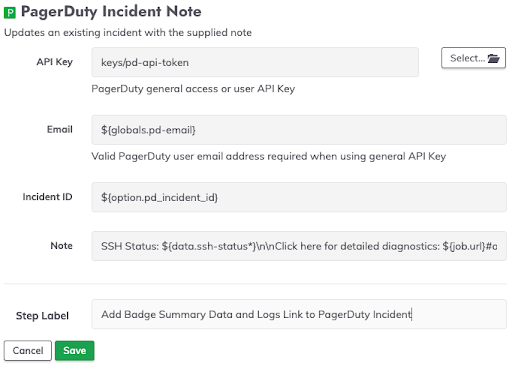 P PagerDuty Incident Note
Updates an existing incident with the supplied note
API Key
keys/pd-api-token
Select...
PagerDuty general access or user API Key
Email
${globals.pd-email}
Valid PagerDuty user email address required when using general API Key
Incident ID
${option.pd_incident_id}
Note
SSH Status: ${data.ssh-status*}\n\nClick here for detailed diagnostics: ${job.url}#o
Step Label
Add Badge Summary Data and Logs Link to PagerDuty Incident
Cancel
Save